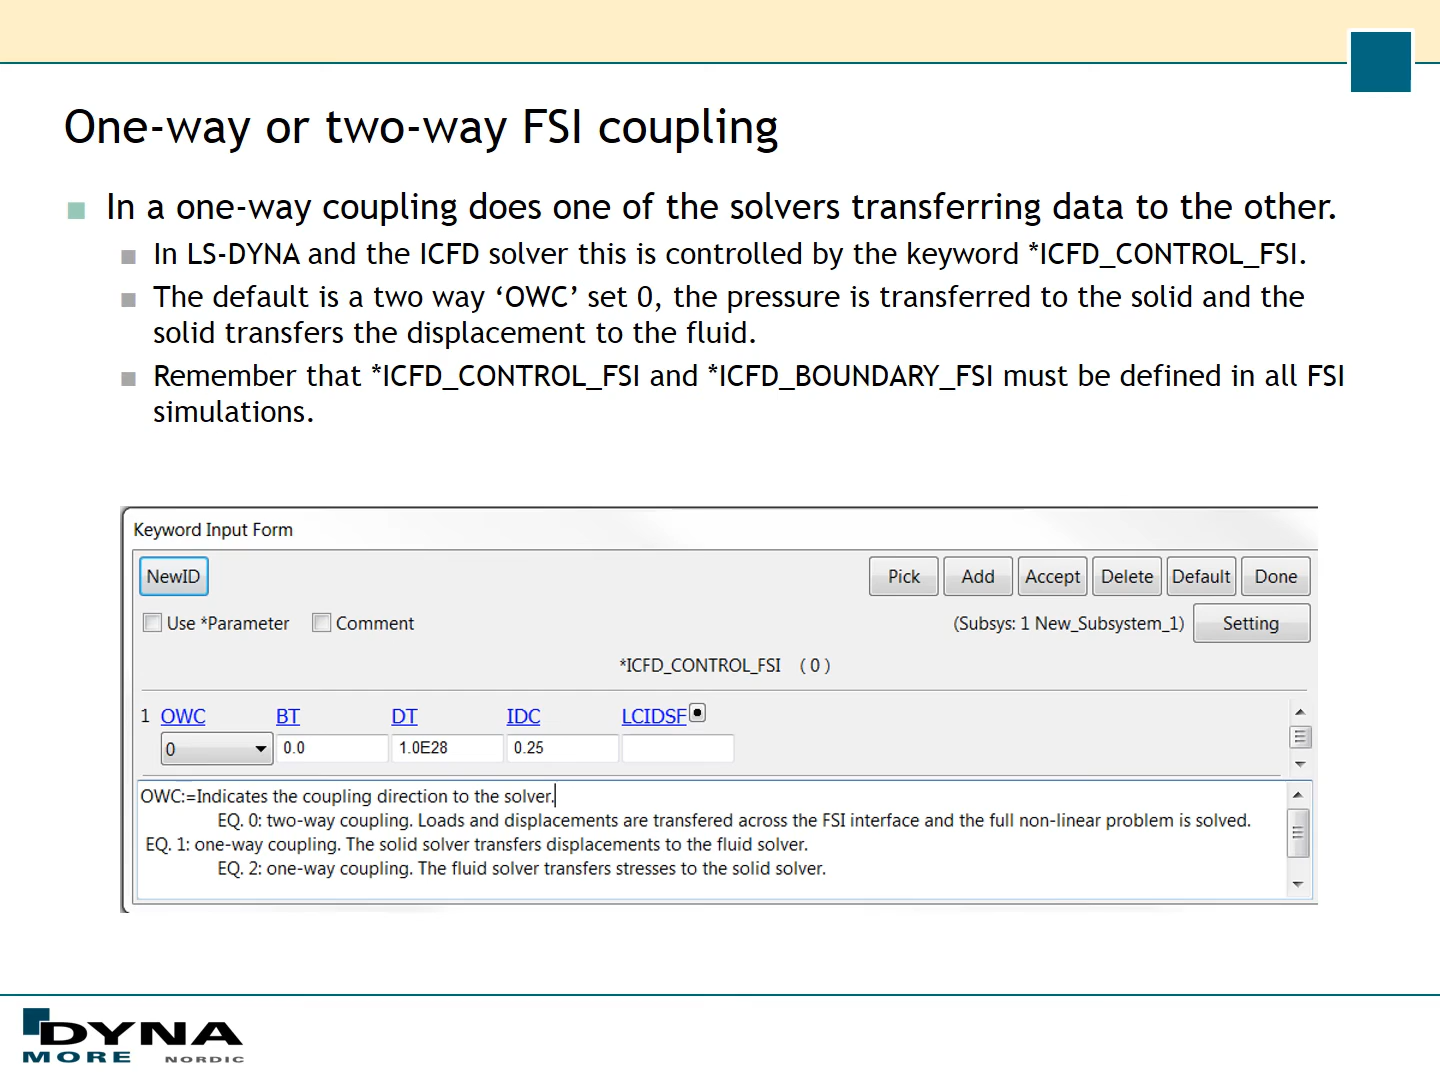 One-way or two-way FSI coupling
In a one-way coupling does one of the solvers transferring data to the other.
In LS-DYNA and the ICFD solver this is controlled by the keyword *ICFD_CONTROL_FSI.
The default is a two way ‘OWC’ set 0, the pressure is transferred to the solid and the
solid transfers the displacement to the fluid.
Remember that *ICFD_CONTROL_FSI and *ICFD_BOUNDARY_FSI must be defined in all FSI
simulations.
Keyword Input Form
NewID Pick Add Accept Delete Default Done
Use *Parameter Comment (Subsys: 1 New_Subsystem_1) Setting
*ICFD_CONTROL_FSI (0)
1 OWC BT DT IDC LCIDSF
0 0.0 1.0E28 0.25
OWC:=Indicates the coupling direction to the solver.
EQ. 0: two-way coupling. Loads and displacements are transfered across the FSI interface and the full non-linear problem is solved.
EQ. 1: one-way coupling. The solid solver transfers displacements to the fluid solver.
EQ. 2: one-way coupling. The fluid solver transfers stresses to the solid solver.
DYNA
MORE NORDIC